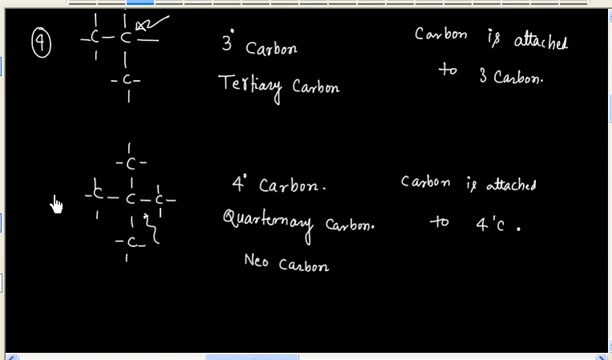 ④
-C-C-
-C-
3° Carbon
Tertiary Carbon
Carbon is attached
to 3 Carbon.
-C-
-C-C-C-
-C-
4° Carbon.
Quarternary Carbon.
Neo Carbon
Carbon is attached
to 4'C.